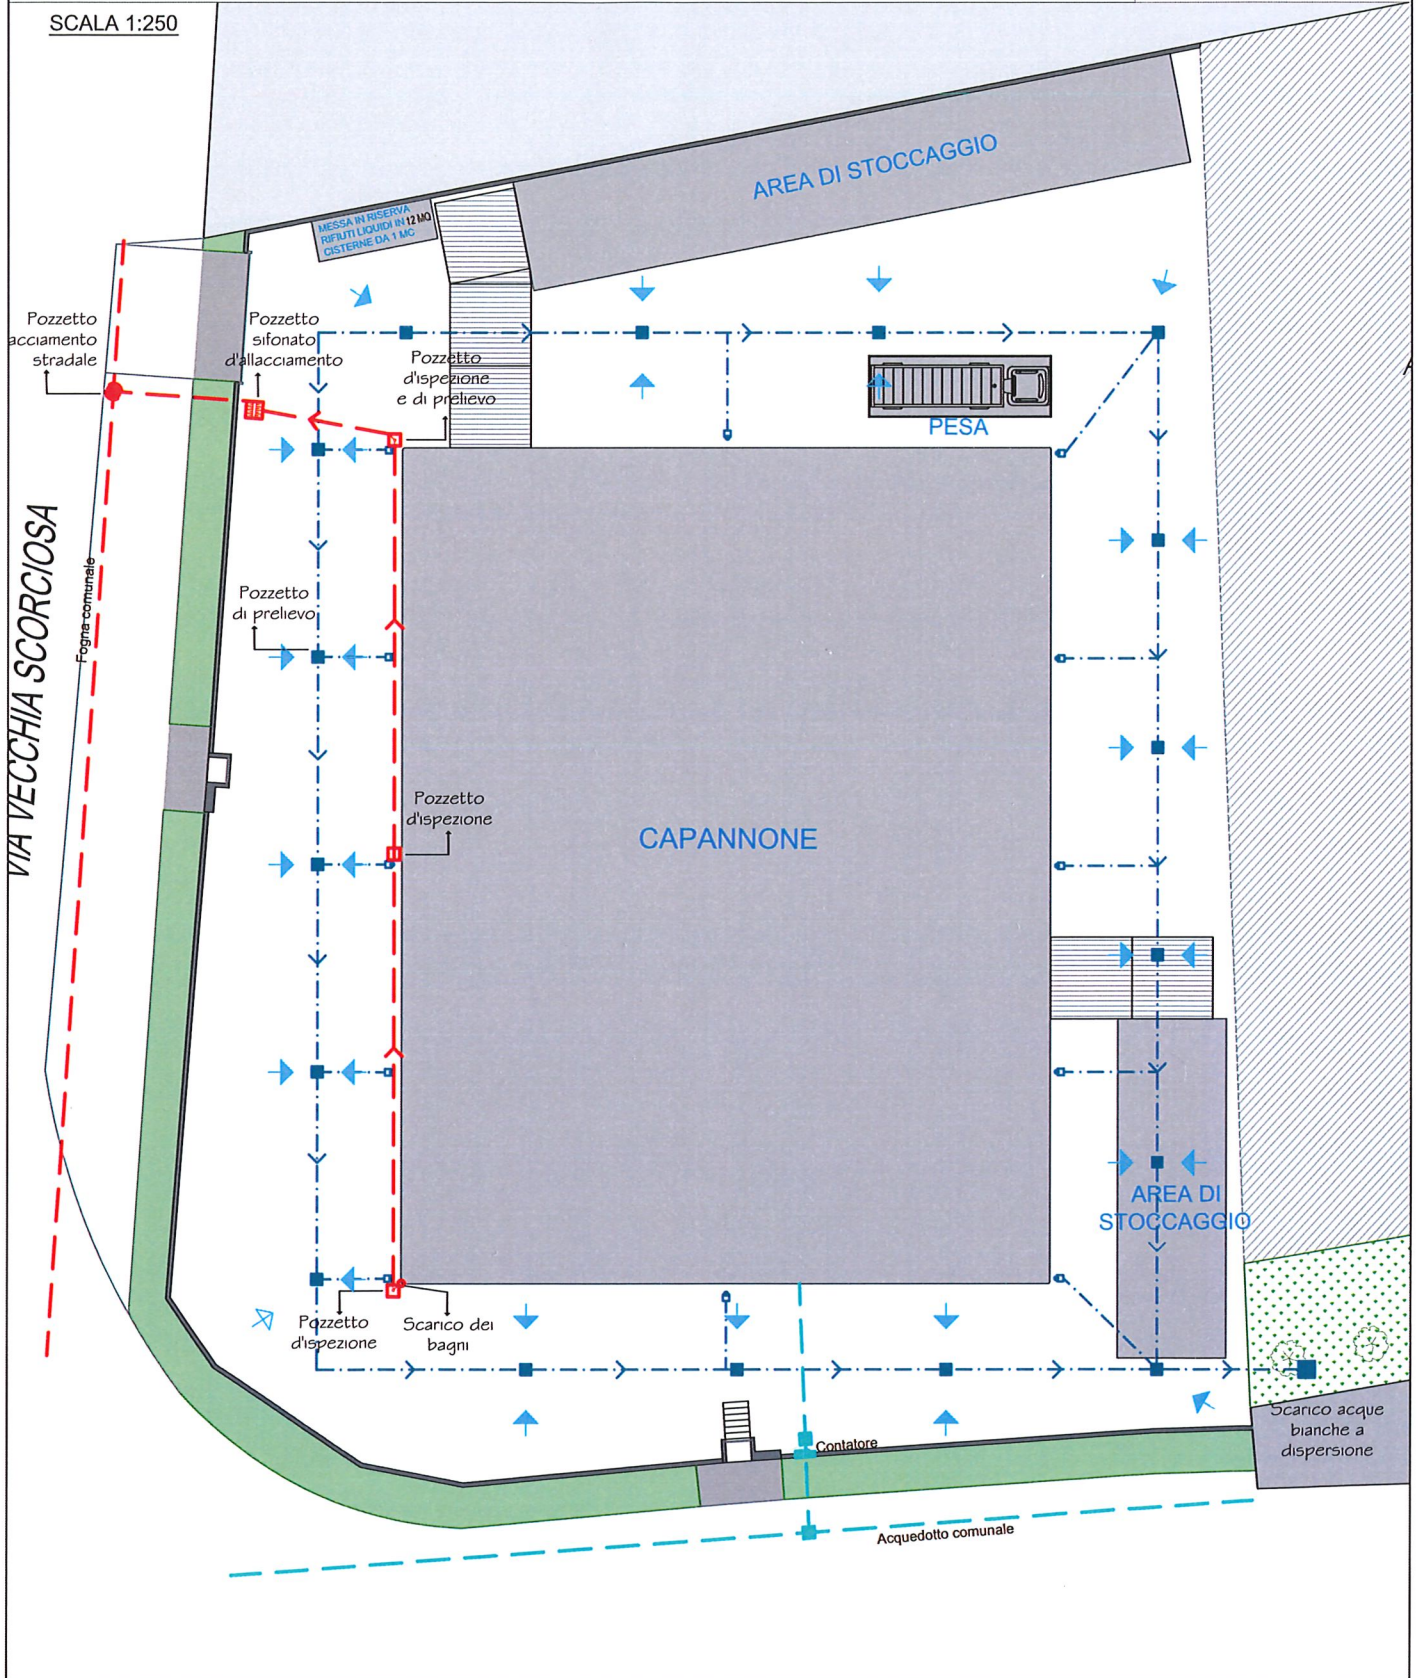 SCALA 1:250
AREA DI STOCCAGGIO
MESSA IN RISERVA
RIFIUTI LIQUIDI IN 12 MQ
CISTERNE DA 1 MC
Pozzetto
acciamento
stradale
Pozzetto
sifonato
d'allacciamento
Pozzetto
d'ispezione
e di prelievo
PESA
VIA VECCHIA SCORCIOSA
Fogna comunale
Pozzetto
di prelievo
Pozzetto
d'ispezione
CAPANNONE
AREA DI
STOCCAGGIO
Pozzetto
d'ispezione
Scarico dei
bagni
Scarico acque
bianche a
dispersione
Contatore
Acquedotto comunale